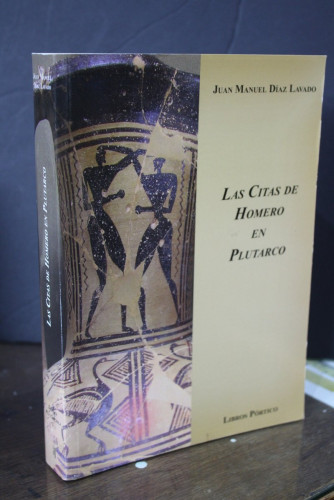 JUAN MANUEL DÍAZ LAVADO
LAS CITAS DE
HOMERO
EN
PLUTARCO
LIBROS PÓRTICO
LAS CITAS DE HOMERO EN PLUTARCO